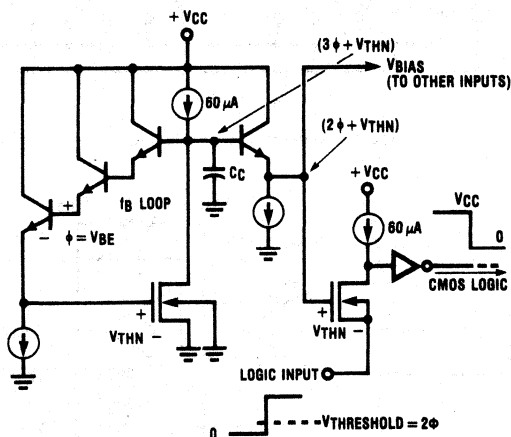 + VCC
(3ϕ + VTHN)
VBIAS
(TO OTHER INPUTS)
60 µA
(2ϕ + VTHN)
+ VCC
CC
fB LOOP
+
-
ϕ = VBE
60 µA
VCC
0
CMOS LOGIC
+
VTHN -
+
VTHN -
LOGIC INPUT
VTHRESHOLD = 2ϕ
0